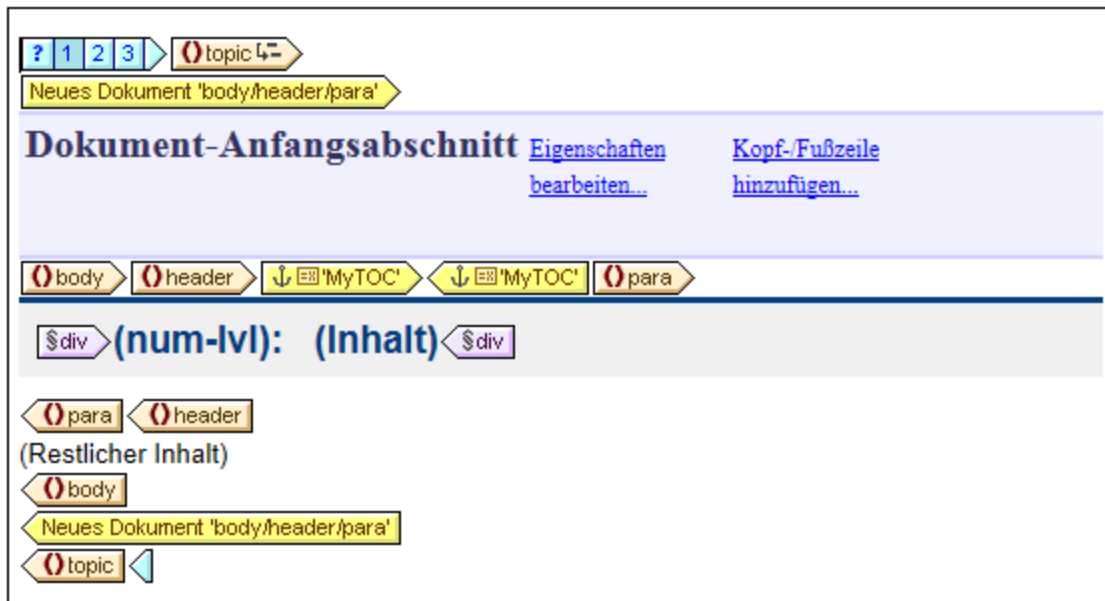 ? 1 2 3 ()topic
Neues Dokument 'body/header/para'
Dokument-Anfangsabschnitt Eigenschaften bearbeiten... Kopf-/Fußzeile hinzufügen...
()body ()header 'MyTOC' 'MyTOC' ()para
§div (num-lvl): (Inhalt) §div
()para ()header
(Restlicher Inhalt)
()body
Neues Dokument 'body/header/para'
()topic